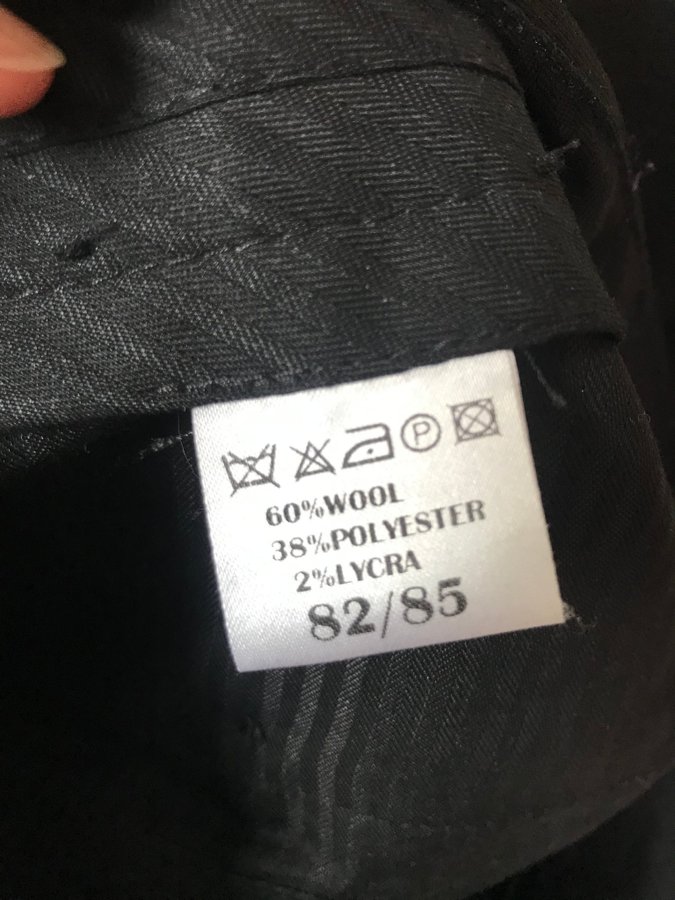 P
60%WOOL
38%POLYESTER
2%LYCRA
82/85